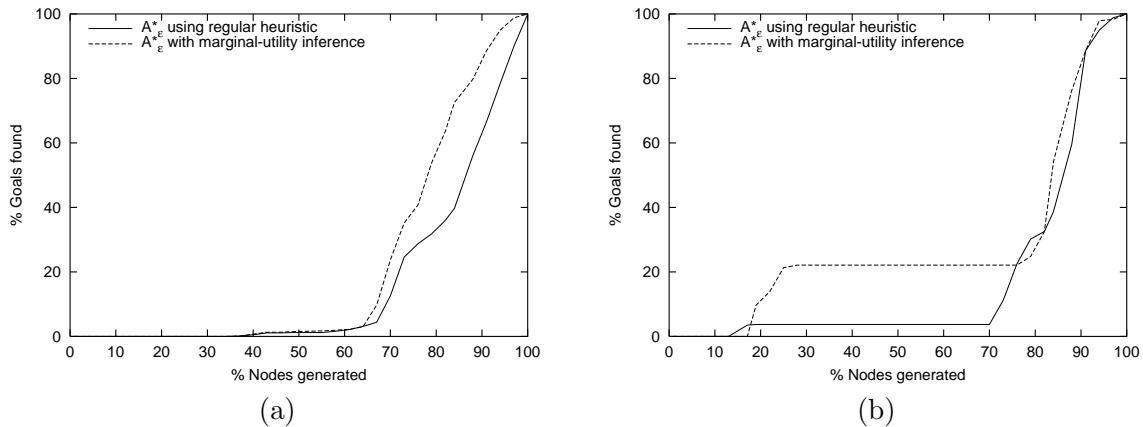 A*ε using regular heuristic
A*ε with marginal-utility inference
100
80
60
40
20
0
% Goals found
0 10 20 30 40 50 60 70 80 90 100
% Nodes generated
(a)
A*ε using regular heuristic
A*ε with marginal-utility inference
100
80
60
40
20
0
% Goals found
0 10 20 30 40 50 60 70 80 90 100
% Nodes generated
(b)